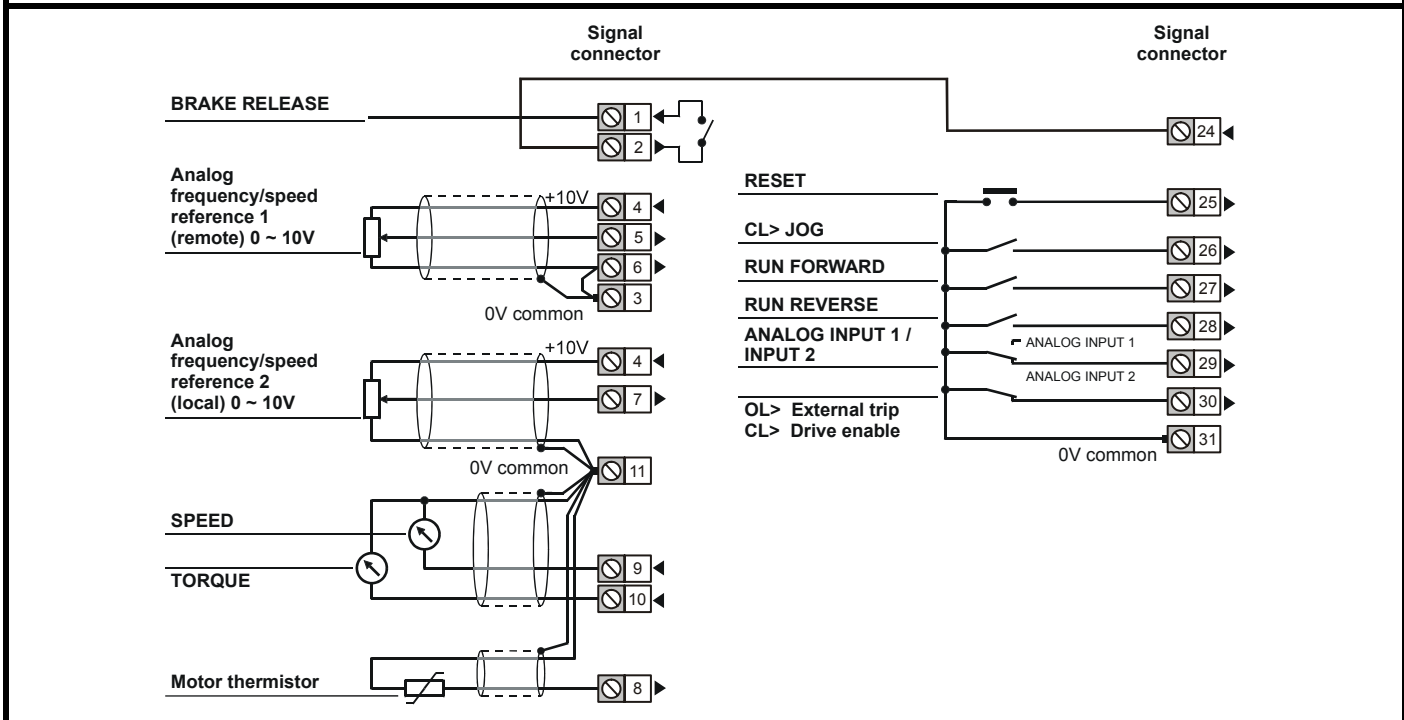 Signal
connector
Signal
connector
BRAKE RELEASE
1
2
24
Analog
frequency/speed
reference 1
(remote) 0 ~ 10V
+10V
4
5
6
3
0V common
Analog
frequency/speed
reference 2
(local) 0 ~ 10V
+10V
4
7
0V common
11
SPEED
TORQUE
9
10
Motor thermistor
8
RESET
25
CL> JOG
26
RUN FORWARD
27
RUN REVERSE
28
ANALOG INPUT 1 /
INPUT 2
ANALOG INPUT 1
29
ANALOG INPUT 2
30
OL> External trip
CL> Drive enable
31
0V common